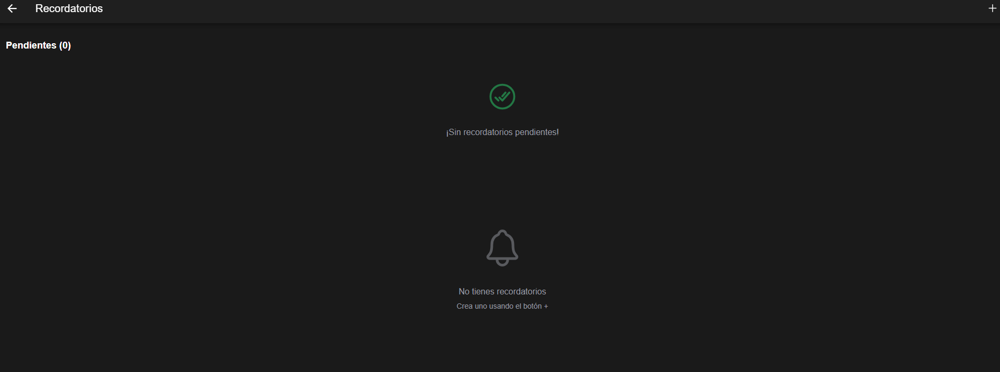 Recordatorios
Pendientes (0)
¡Sin recordatorios pendientes!
No tienes recordatorios
Crea uno usando el botón +